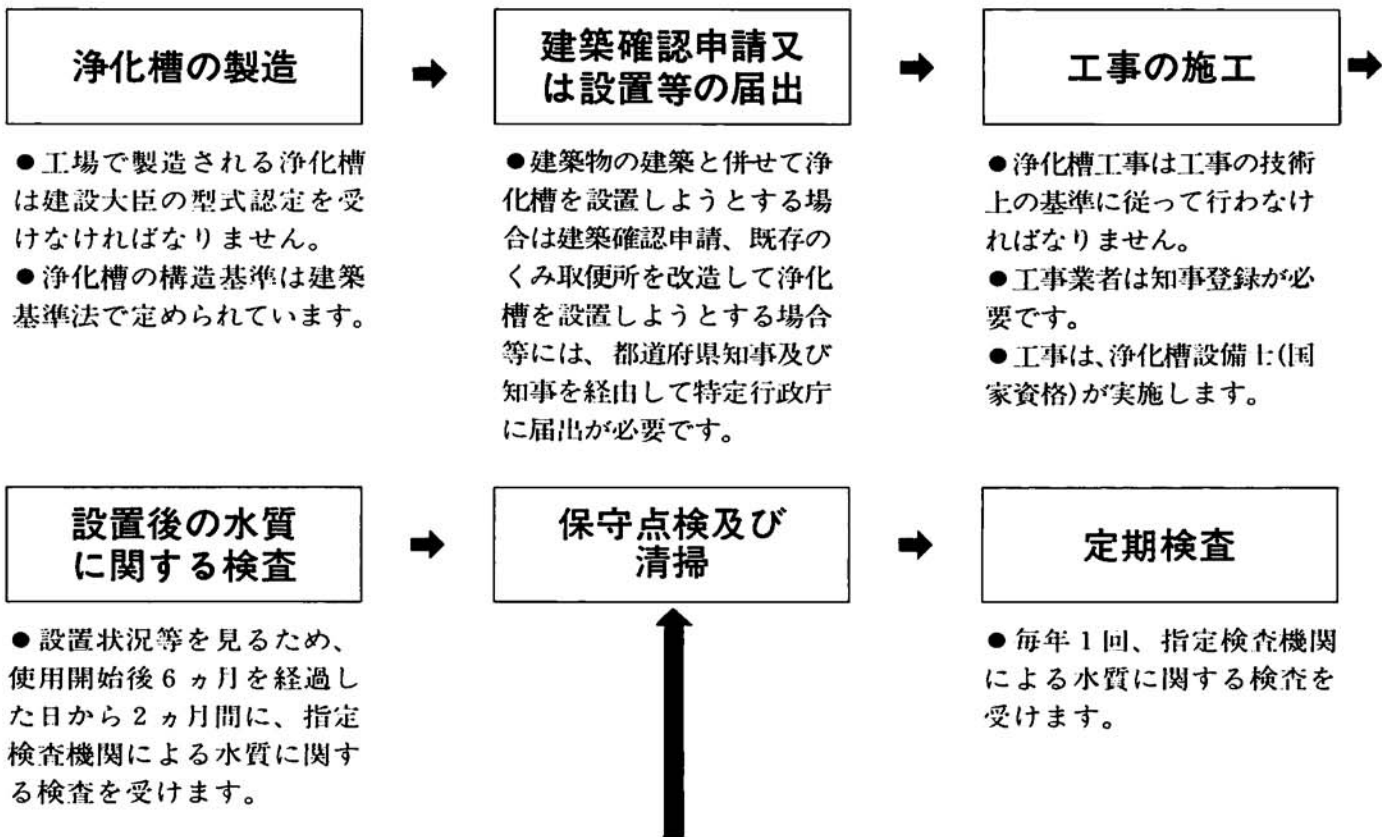 浄化槽の製造
➡
建築確認申請又
は設置等の届出
➡
工事の施工
➡
●工場で製造される浄化槽
は建設大臣の型式認定を受
けなければなりません。
●浄化槽の構造基準は建築
基準法で定められています。
●建築物の建築と併せて浄
化槽を設置しようとする場
合は建築確認申請、既存の
くみ取便所を改造して浄化
槽を設置しようとする場合
等には、都道府県知事及び
知事を経由して特定行政庁
に届出が必要です。
●浄化槽工事は工事の技術
上の基準に従って行わなけ
ればなりません。
●工事業者は知事登録が必
要です。
●工事は、浄化槽設備士(国
家資格)が実施します。
設置後の水質
に関する検査
➡
保守点検及び
清掃
➡
定期検査
●設置状況等を見るため、
使用開始後6ヵ月を経過し
た日から2ヵ月間に、指定
検査機関による水質に関す
る検査を受けます。
●毎年1回、指定検査機関
による水質に関する検査を
受けます。